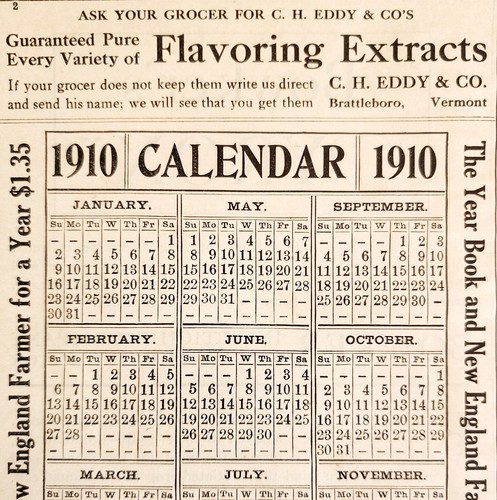 2
ASK YOUR GROCER FOR C. H. EDDY & CO'S
Guaranteed Pure
Every Variety of
Flavoring Extracts
If your grocer does not keep them write us direct
and send his name; we will see that you get them
C. H. EDDY & CO.
Brattleboro, Vermont
w England Farmer for a Year $1.35
1910 CALENDAR 1910
JANUARY.
Su Mo Tu W Th Fr Sa
– – – – – – 1
2 3 4 5 6 7 8
9 10 11 12 13 14 15
16 17 18 19 20 21 22
23 24 25 26 27 28 29
30 31 – – – – –
FEBRUARY.
Su Mo Tu W Th Fr Sa
– – 1 2 3 4 5
6 7 8 9 10 11 12
13 14 15 16 17 18 19
20 21 22 23 24 25 26
27 28 – – – – –
– – – – – – –
MARCH
MAY.
Su Mo Tu W Th Fr Sa
1 2 3 4 5 6 7
8 9 10 11 12 13 14
15 16 17 18 19 20 21
22 23 24 25 26 27 28
29 30 31 – – – –
– – – – – – –
JUNE.
Su Mo Tu W Th Fr Sa
– – – 1 2 3 4
5 6 7 8 9 10 11
12 13 14 15 16 17 18
19 20 21 22 23 24 25
26 27 28 29 30 – –
– – – – – – –
JULY.
SEPTEMBER.
Su Mo Tu W Th Fr Sa
– – – – 1 2 3
4 5 6 7 8 9 10
11 12 13 14 15 16 17
18 19 20 21 22 23 24
25 26 27 28 29 30 –
– – – – – – –
OCTOBER.
Su Mo Tu W Th Fr Sa
– – – – – – 1
2 3 4 5 6 7 8
9 10 11 12 13 14 15
16 17 18 19 20 21 22
23 24 25 26 27 28 29
30 31 – – – – –
NOVEMBER.
The Year Book and New England Fa